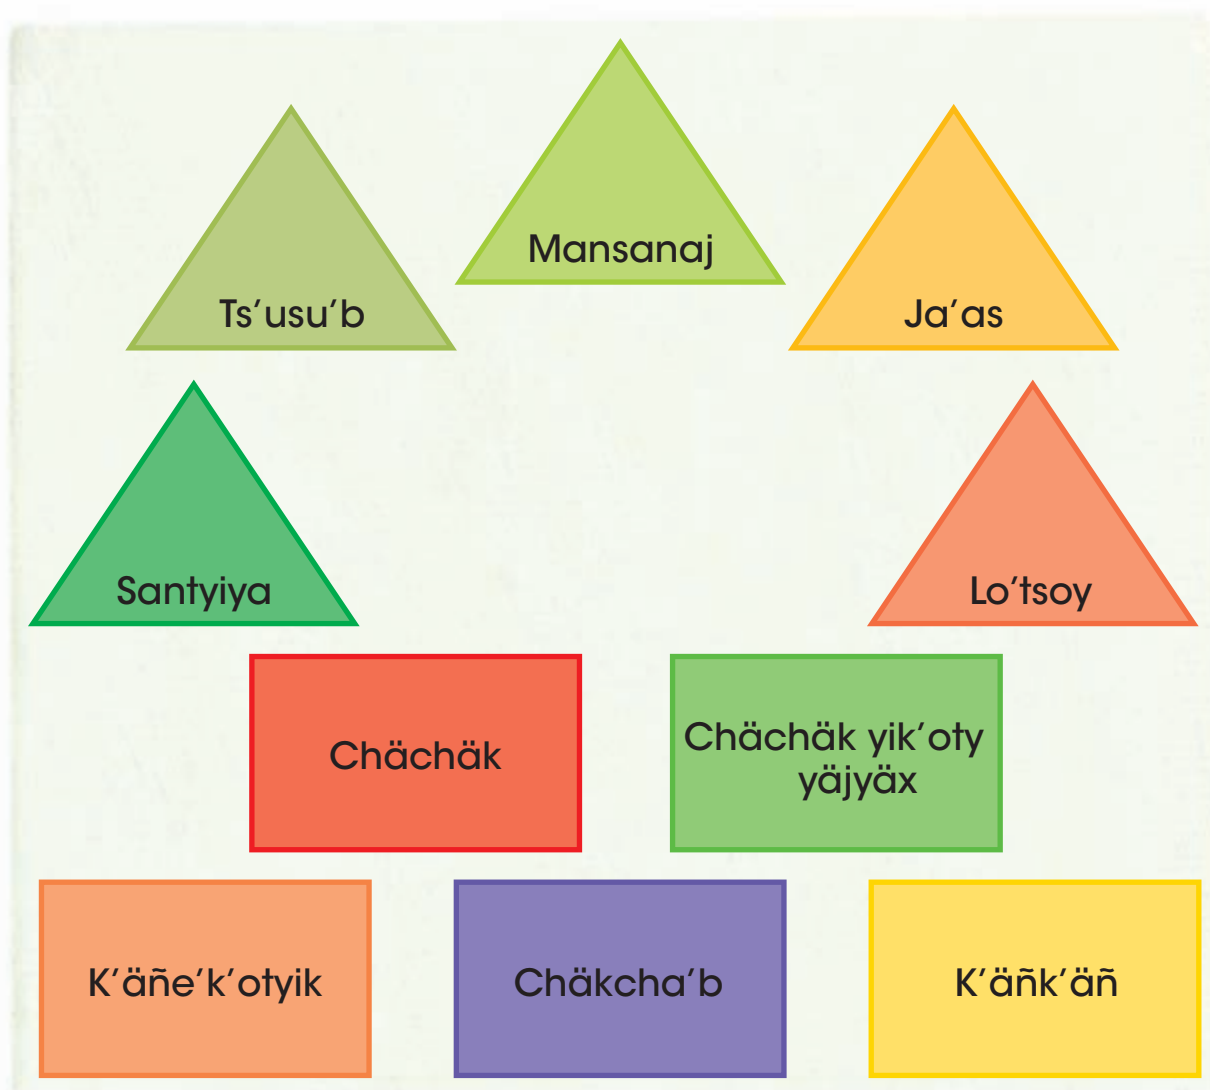 Mansanaj
Ts'usu'b
Ja'as
Santyiya
Lo'tsoy
Chächäk
Chächäk yik'oty
yäjyäx
K'äñe'k'otyik
Chäkcha'b
K'äñk'äñ